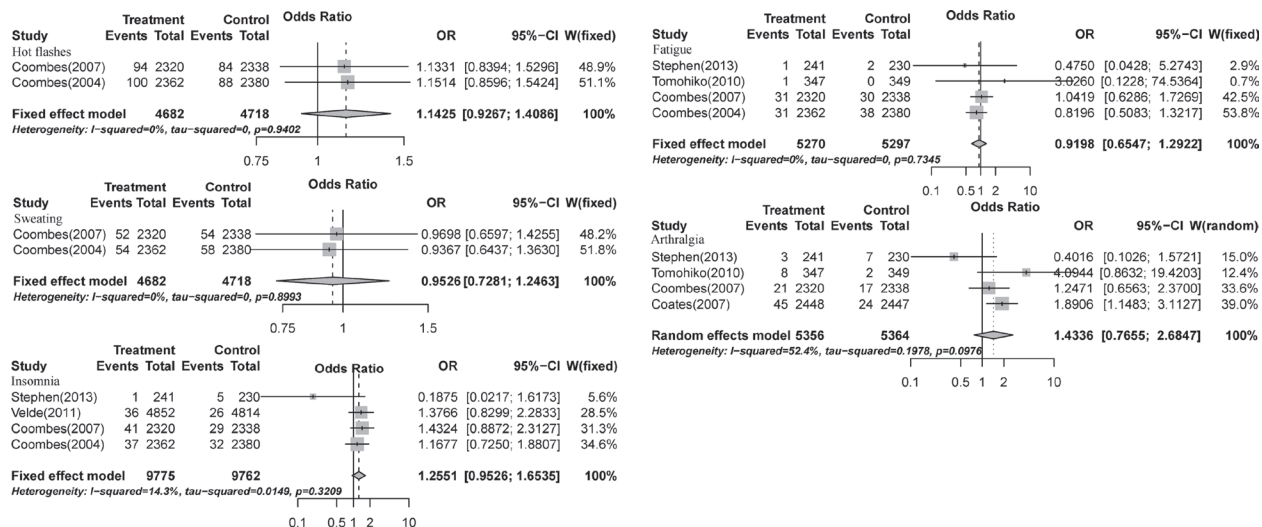 Odds Ratio
Treatment Control
Study Events Total Events Total OR 95%−CI W(fixed)
Hot flashes
Coombes(2007) 94 2320 84 2338 1.1331 [0.8394; 1.5296] 48.9%
Coombes(2004) 100 2362 88 2380 1.1514 [0.8596; 1.5424] 51.1%
Fixed effect model 4682 4718 1.1425 [0.9267; 1.4086] 100%
Heterogeneity: I−squared=0%, tau−squared=0, p=0.9402
0.75 1 1.5
Odds Ratio
Treatment Control
Study Events Total Events Total OR 95%−CI W(fixed)
Sweating
Coombes(2007) 52 2320 54 2338 0.9698 [0.6597; 1.4255] 48.2%
Coombes(2004) 54 2362 58 2380 0.9367 [0.6437; 1.3630] 51.8%
Fixed effect model 4682 4718 0.9526 [0.7281; 1.2463] 100%
Heterogeneity: I−squared=0%, tau−squared=0, p=0.8993
0.75 1 1.5
Treatment Control
Study Events Total Events Total Odds Ratio OR 95%−CI W(fixed)
Insomnia
Stephen(2013) 1 241 5 230 0.1875 [0.0217; 1.6173] 5.6%
Velde(2011) 36 4852 26 4814 1.3766 [0.8299; 2.2833] 28.5%
Coombes(2007) 41 2320 29 2338 1.4324 [0.8872; 2.3127] 31.3%
Coombes(2004) 37 2362 32 2380 1.1677 [0.7250; 1.8807] 34.6%
Fixed effect model 9775 9762 1.2551 [0.9526; 1.6535] 100%
Heterogeneity: I−squared=14.3%, tau−squared=0.0149, p=0.3209
0.1 0.5 1 2 10
Odds Ratio
Treatment Control
Study Events Total Events Total OR 95%−CI W(fixed)
Fatigue
Stephen(2013) 1 241 2 230 0.4750 [0.0428; 5.2743] 2.9%
Tomohiko(2010) 1 347 0 349 3.0260 [0.1228; 74.5364] 0.7%
Coombes(2007) 31 2320 30 2338 1.0419 [0.6286; 1.7269] 42.5%
Coombes(2004) 31 2362 38 2380 0.8196 [0.5083; 1.3217] 53.8%
Fixed effect model 5270 5297 0.9198 [0.6547; 1.2922] 100%
Heterogeneity: I−squared=0%, tau−squared=0, p=0.7345
0.1 0.5 1 2 10
Odds Ratio
Treatment Control
Study Events Total Events Total OR 95%−CI W(random)
Arthralgia
Stephen(2013) 3 241 7 230 0.4016 [0.1026; 1.5721] 15.0%
Tomohiko(2010) 8 347 2 349 4.0944 [0.8632; 19.4203] 12.4%
Coombes(2007) 21 2320 17 2338 1.2471 [0.6563; 2.3700] 33.6%
Coates(2007) 45 2448 24 2447 1.8906 [1.1483; 3.1127] 39.0%
Random effects model 5356 5364 1.4336 [0.7655; 2.6847] 100%
Heterogeneity: I−squared=52.4%, tau−squared=0.1978, p=0.0976
0.1 0.5 1 2 10